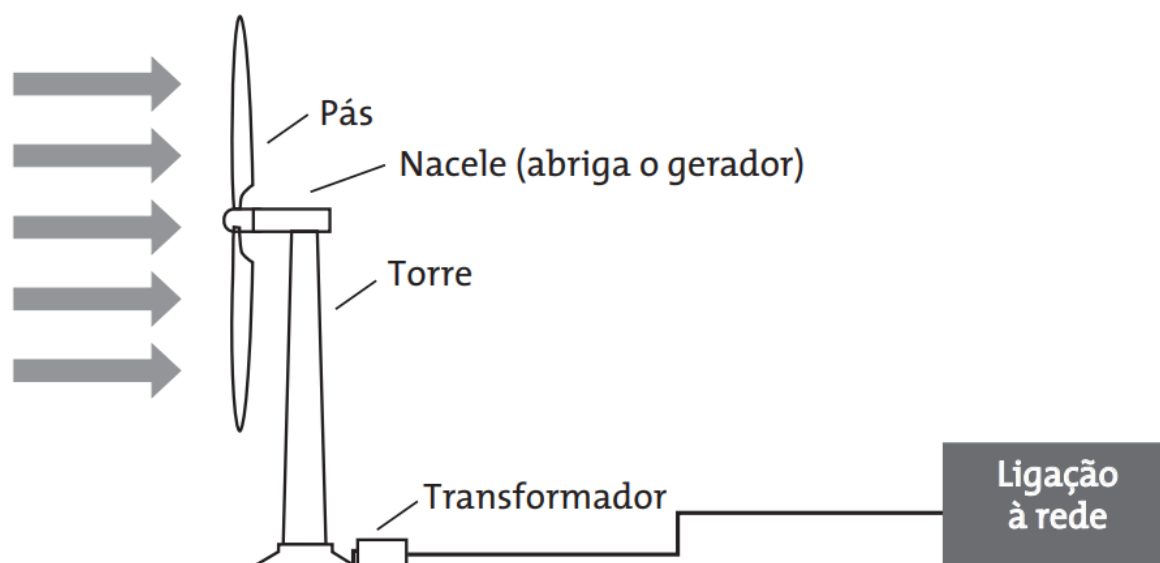 Pás
Nacele (abriga o gerador)
Torre
Transformador
Ligação
à rede